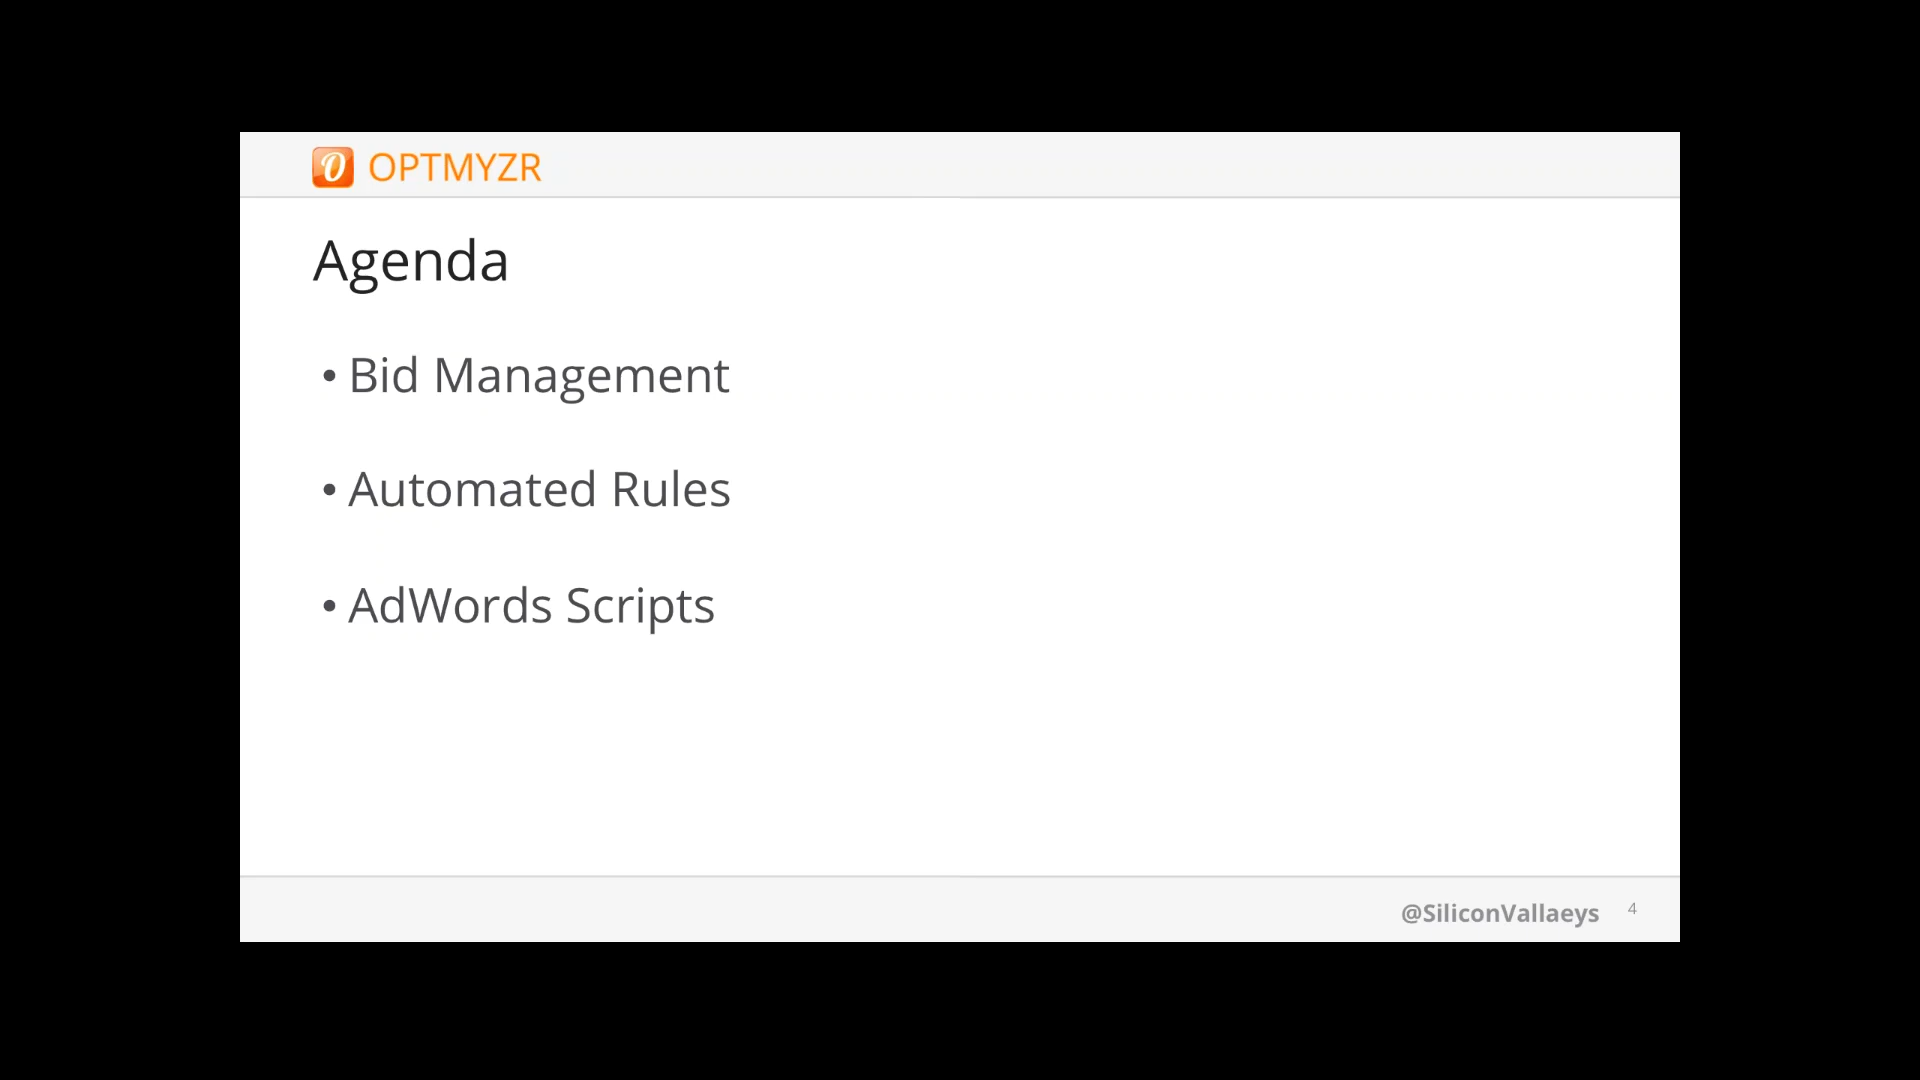 OPTMYZR
Agenda
• Bid Management
• Automated Rules
• AdWords Scripts
@SiliconVallaeys 4